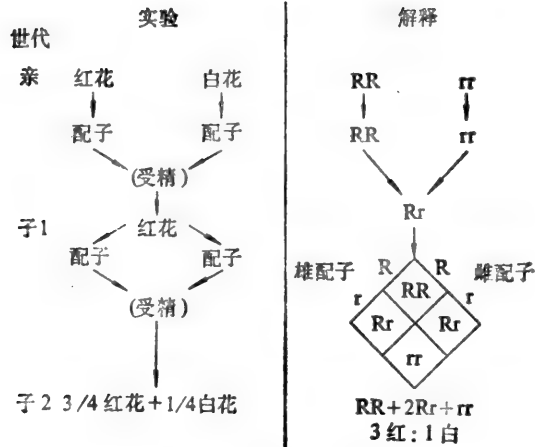 实验
世代
亲 红花 白花
配子 配子
(受精)
子1 红花
配子 配子
(受精)
子2 3/4红花+1/4白花
解释
RR rr
RR rr
Rr
雄配子 R R 雌配子
r RR r
Rr Rr
rr
RR+2Rr+rr
3红:1白